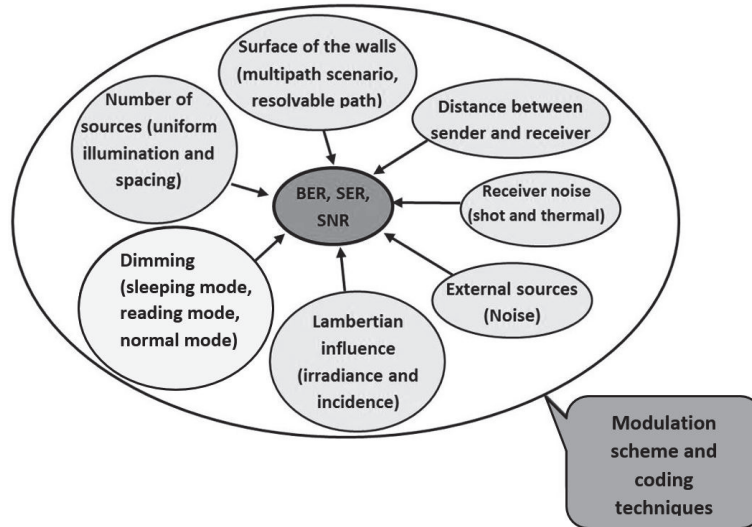 Surface of the walls
(multipath scenario,
resolvable path)
Number of
sources (uniform
illumination and
spacing)
Distance between
sender and receiver
BER, SER,
SNR
Receiver noise
(shot and thermal)
Dimming
(sleeping mode,
reading mode,
normal mode)
External sources
(Noise)
Lambertian
influence
(irradiance and
incidence)
Modulation
scheme and
coding
techniques